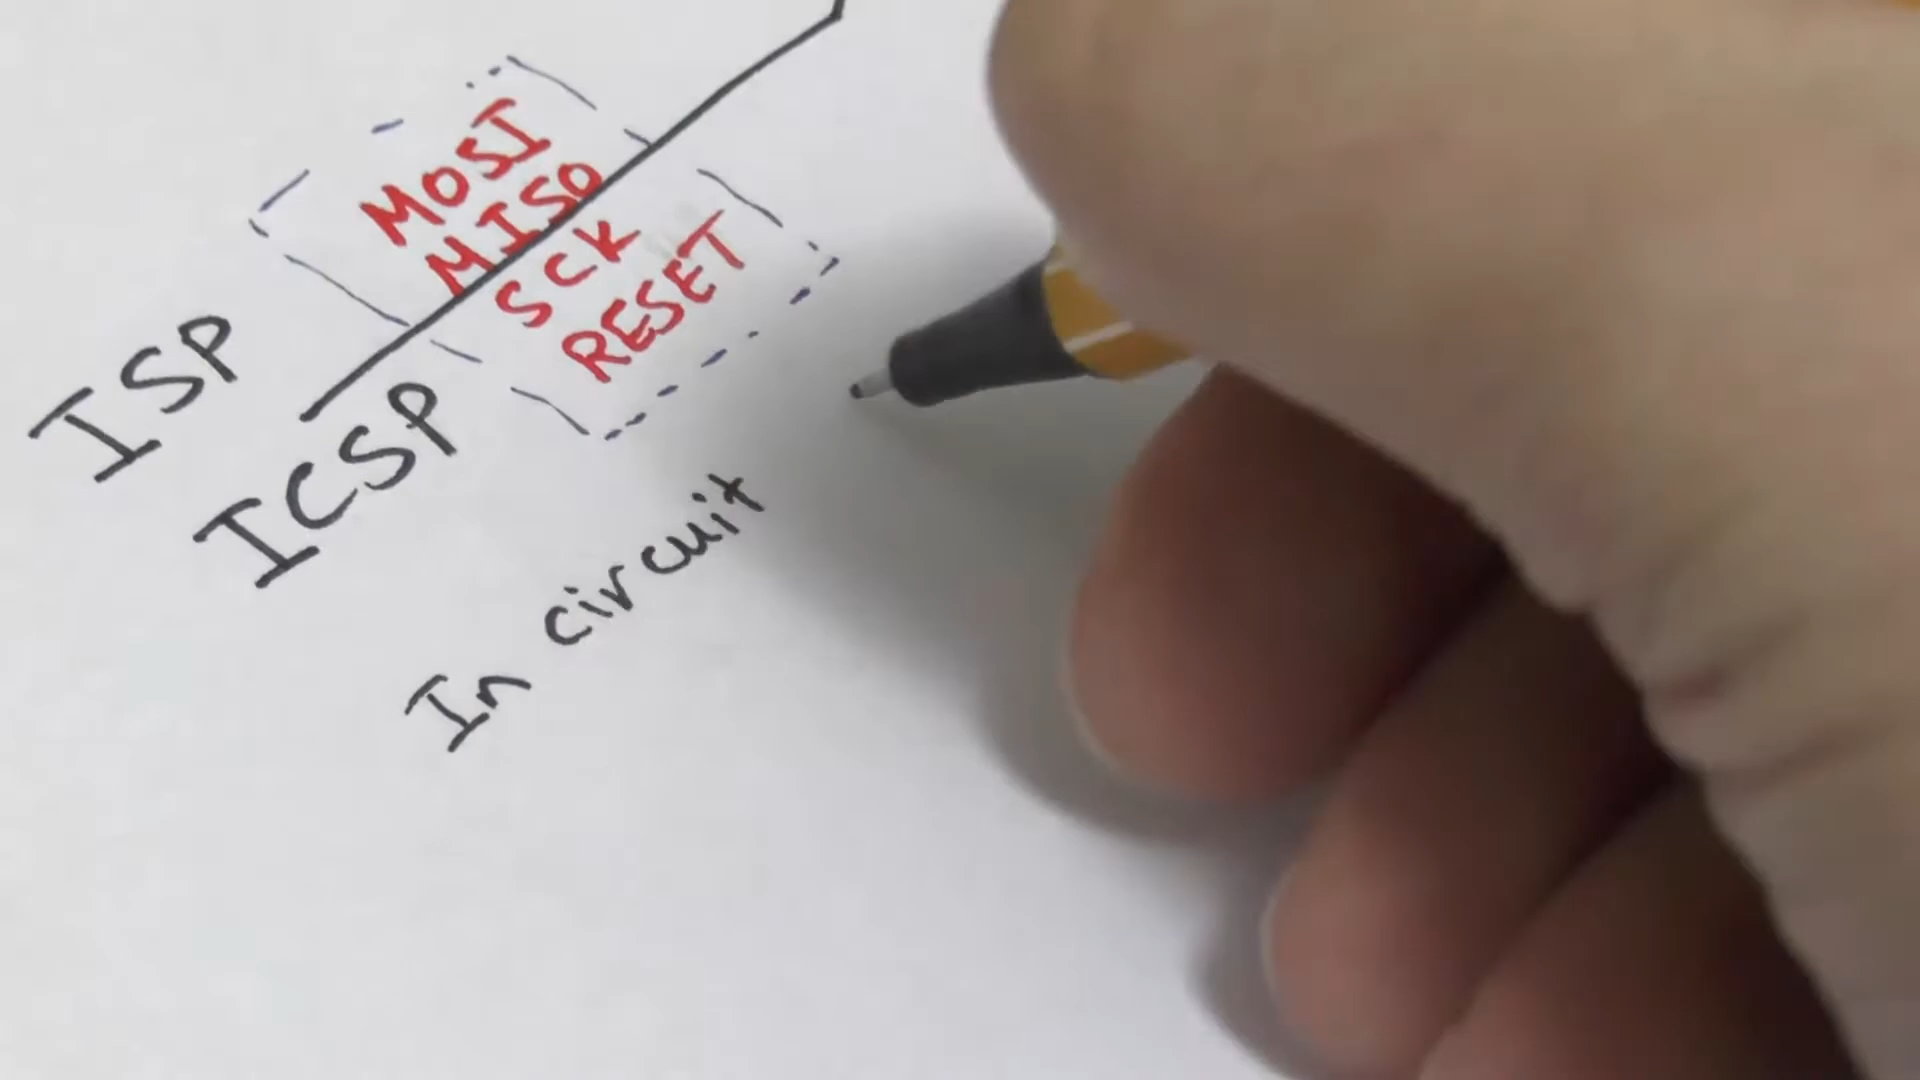 ISP
MOSI
MISO
SCK
RESET
ICSP
In circuit